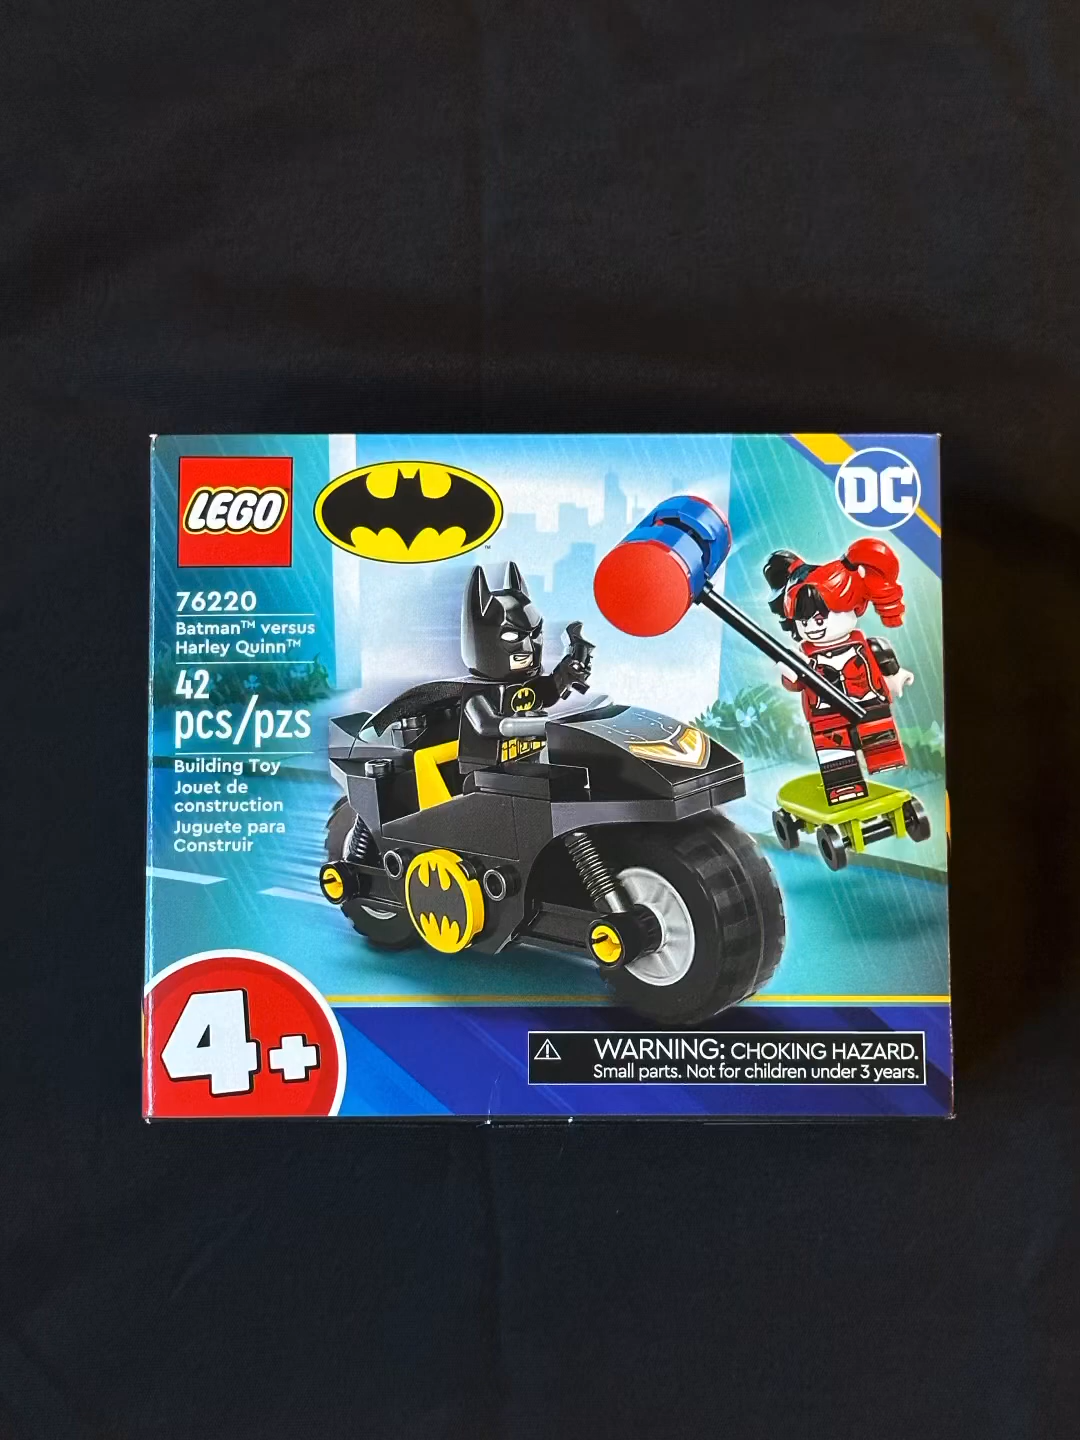 LEGO
DC
76220
Batman™ versus
Harley Quinn™
42
pcs/pzs
Building Toy
Jouet de
construction
Juguete para
Construir
4+
WARNING: CHOKING HAZARD.
Small parts. Not for children under 3 years.